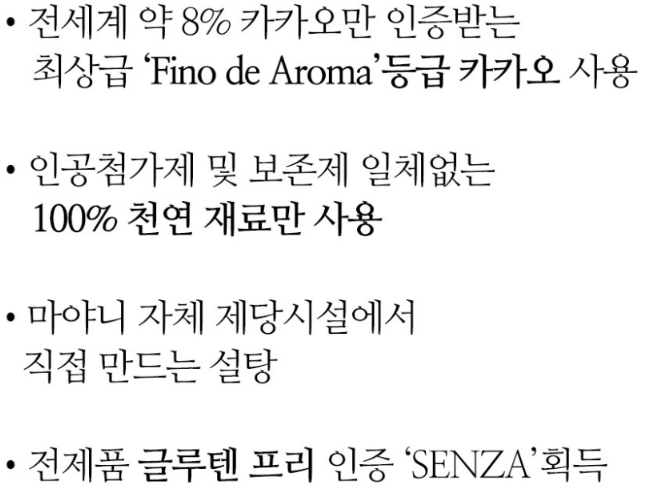 • 전세계 약 8% 카카오만 인증받는
최상급 ‘Fino de Aroma’등급 카카오 사용
• 인공첨가제 및 보존제 일체없는
100% 천연 재료만 사용
• 마야니 자체 제당시설에서
직접 만드는 설탕
• 전제품 글루텐 프리 인증 ‘SENZA’획득